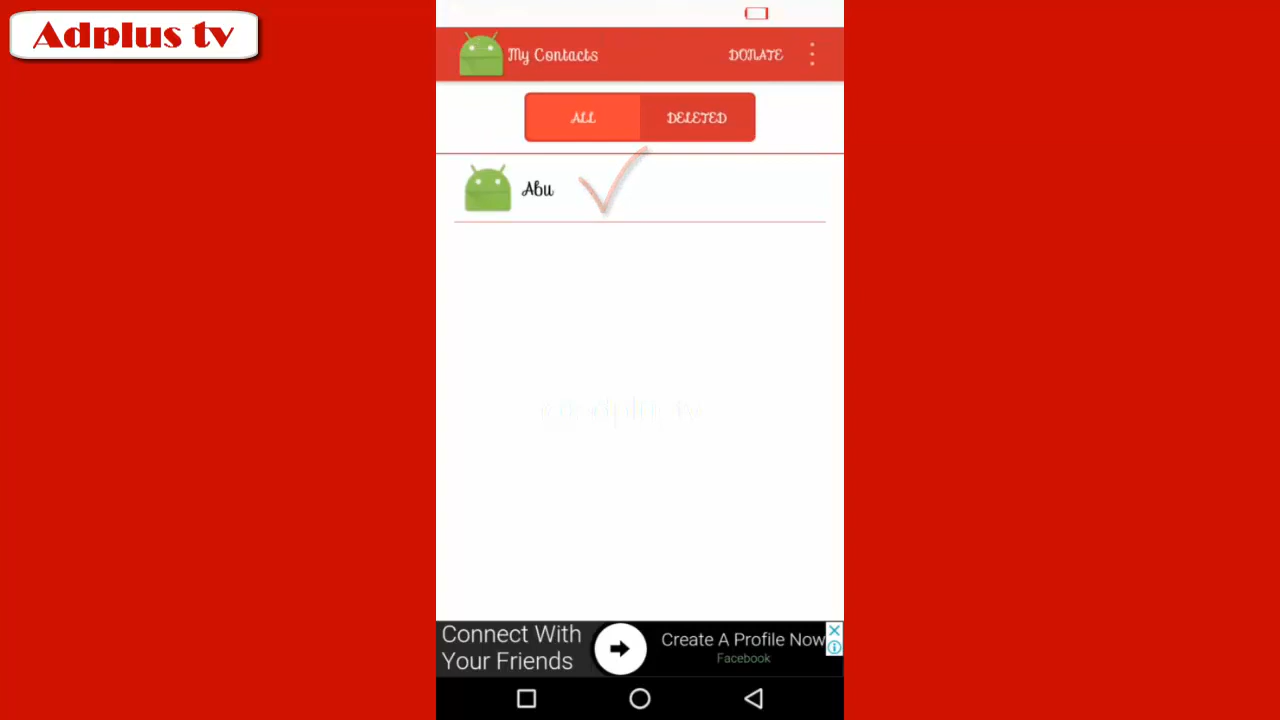 Adplus tv
My Contacts
DONATE
ALL
DELETED
Abu
Connect With
Your Friends
Create A Profile Now
Facebook